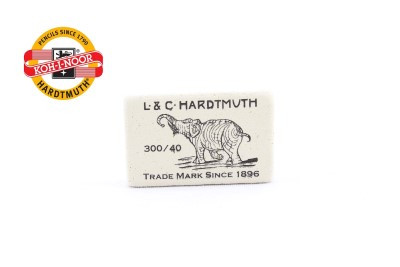 PENCILS SINCE 1790
KOH-I-NOOR
HARDTMUTH
L·&·C·HARDTMUTH
300/40
TRADE MARK SINCE 1896